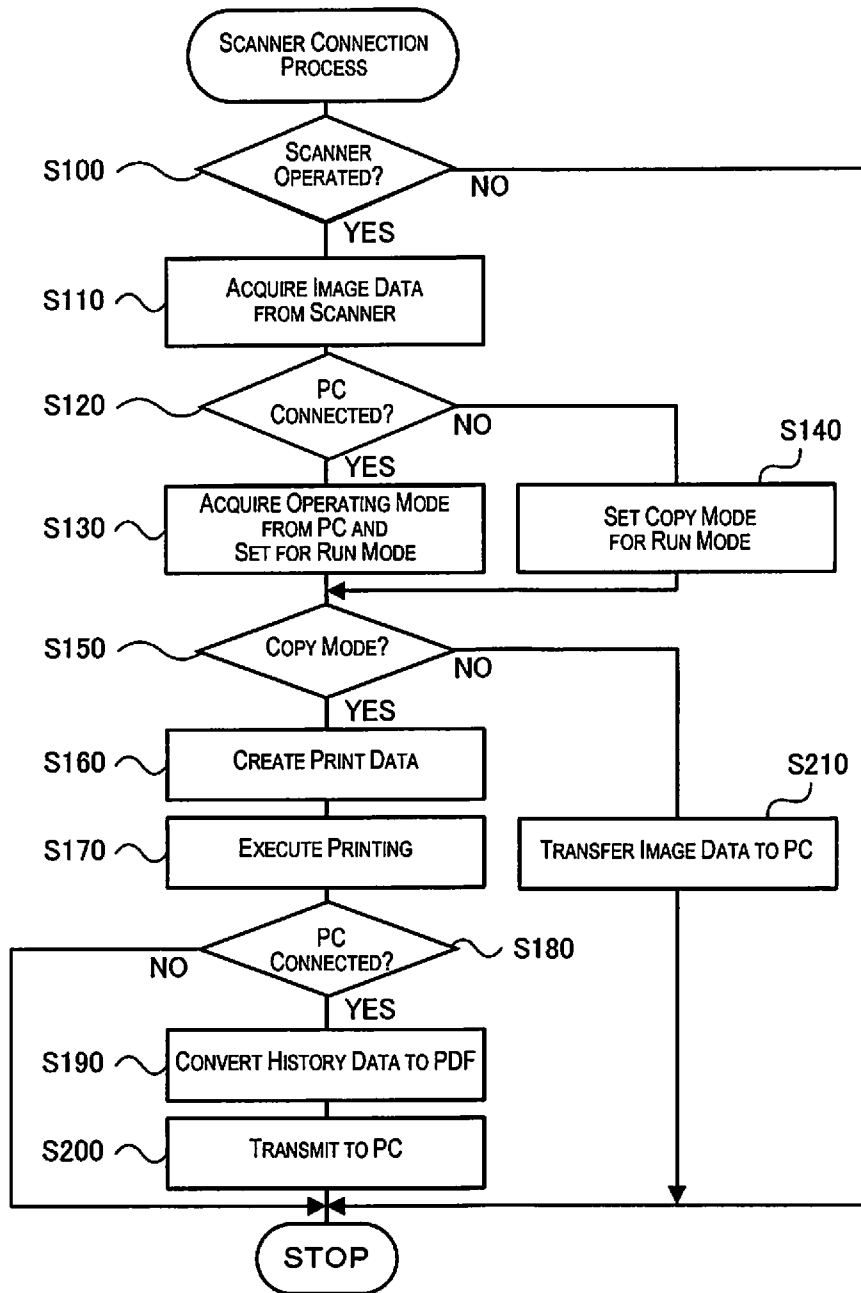 SCANNER CONNECTION
PROCESS
S100
SCANNER
OPERATED?
NO
YES
S110
ACQUIRE IMAGE DATA
FROM SCANNER
S120
PC
CONNECTED?
NO
YES
S130
ACQUIRE OPERATING MODE
FROM PC AND
SET FOR RUN MODE
S140
SET COPY MODE
FOR RUN MODE
S150
COPY MODE?
NO
YES
S160
CREATE PRINT DATA
S170
EXECUTE PRINTING
S210
TRANSFER IMAGE DATA TO PC
PC
CONNECTED?
S180
NO
YES
S190
CONVERT HISTORY DATA TO PDF
S200
TRANSMIT TO PC
STOP